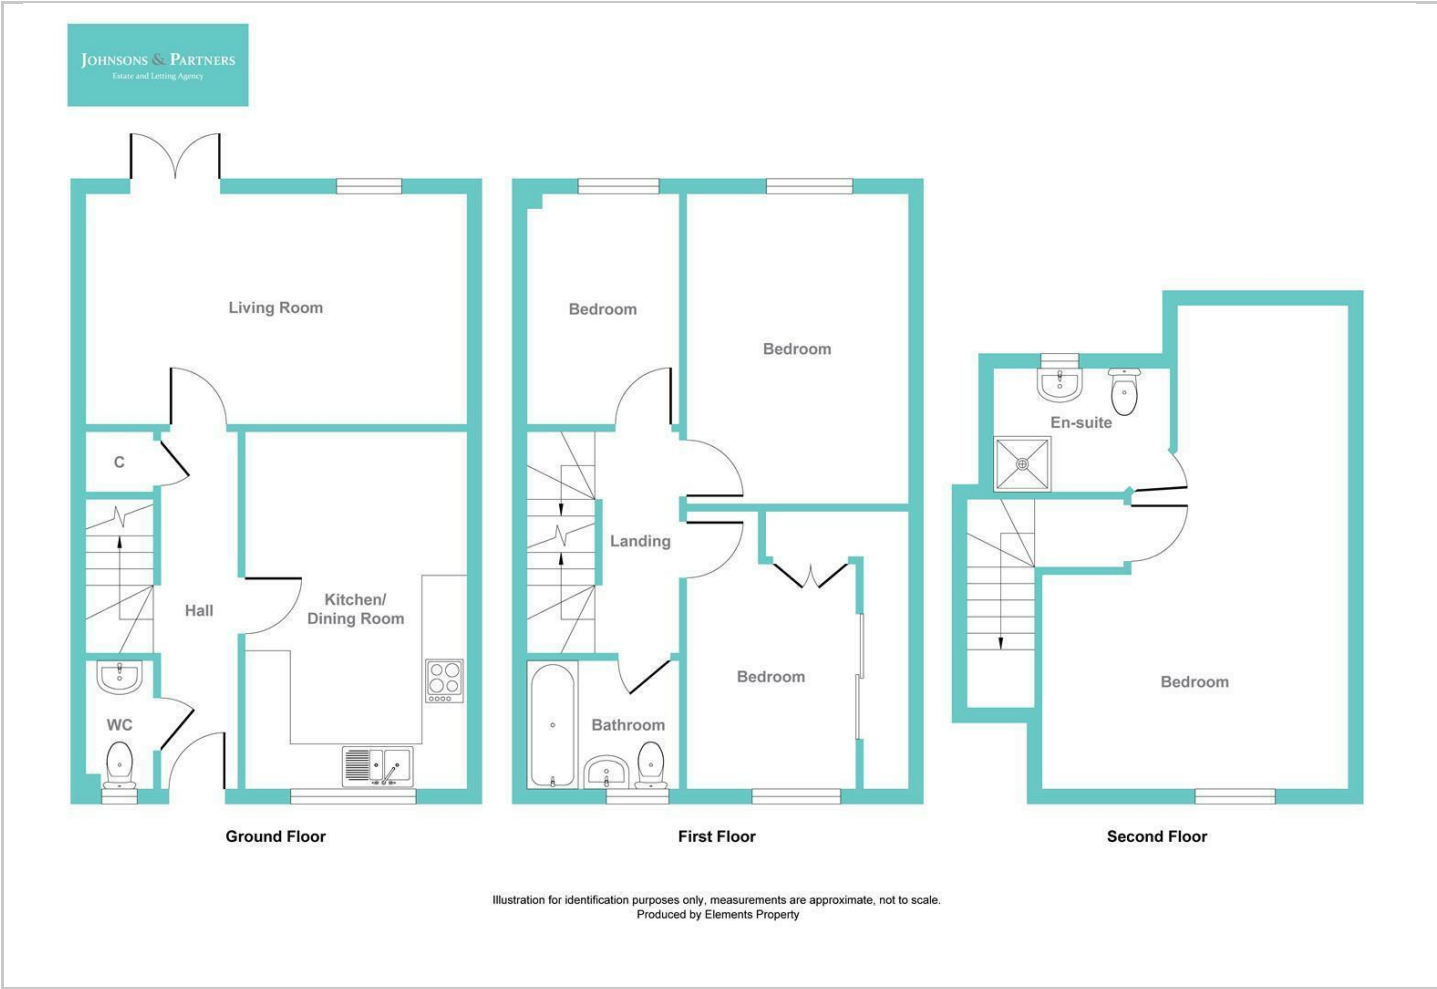 JOHNSONS & PARTNERS
Estate and Letting Agency
Living Room
C
Hall
Kitchen/
Dining Room
WC
Ground Floor
Bedroom
Bedroom
Landing
Bedroom
Bathroom
First Floor
En-suite
Bedroom
Second Floor
Illustration for identification purposes only, measurements are approximate, not to scale.
Produced by Elements Property